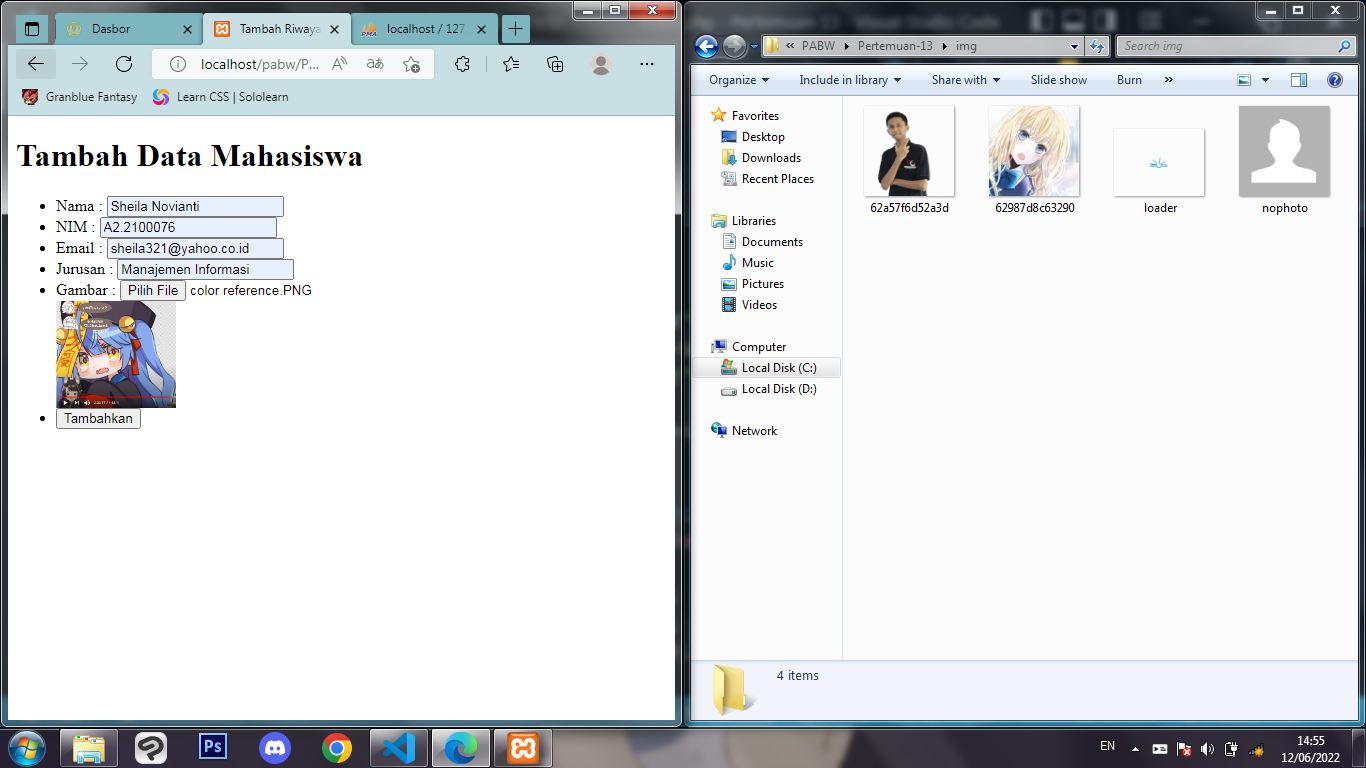 Dasbor
Tambah Riwaya
localhost / 127
localhost/pabw/P...
Granblue Fantasy
Learn CSS | Sololearn
Tambah Data Mahasiswa
Nama : Sheila Novianti
NIM : A2.2100076
Email : sheila321@yahoo.co.id
Jurusan : Manajemen Informasi
Gambar : Pilih File color reference.PNG
Tambahkan
« PABW Pertemuan-13 img
Search img
Organize Include in library Share with Slide show Burn »
Favorites
Desktop
Downloads
Recent Places
Libraries
Documents
Music
Pictures
Videos
Computer
Local Disk (C:)
Local Disk (D:)
Network
62a57f6d52a3d
62987d8c63290
loader
nophoto
4 items
Ps
EN
14:55
12/06/2022